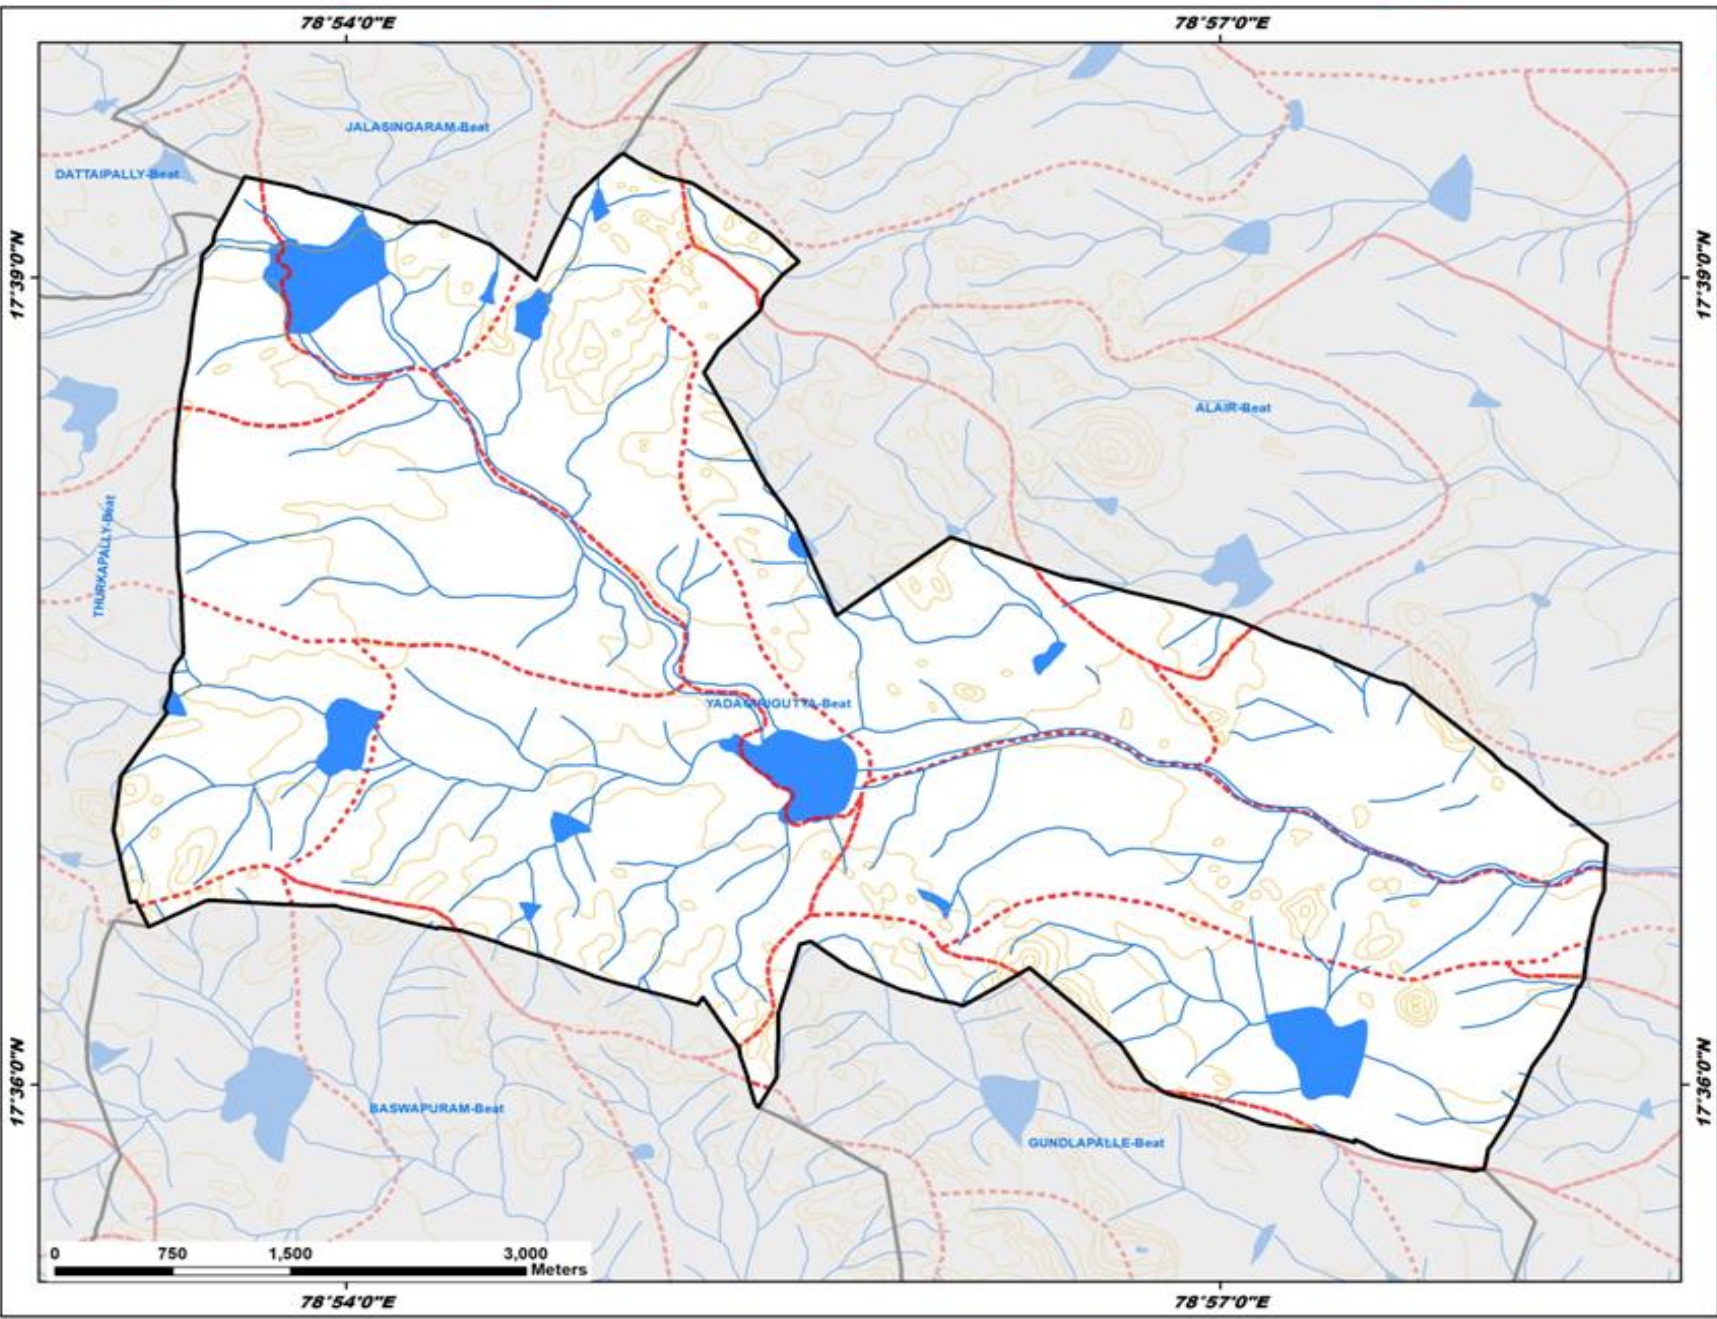 78°54'0"E
78°57'0"E
JALASINGARAM-Beat
DATTAIPALLY-Beat
17°39'0"N
17°39'0"N
ALAIR-Beat
THURKAPALLY-Beat
YADAGIRIGUTTA-Beat
17°36'0"N
17°36'0"N
BASWAPURAM-Beat
GUNDLAPALLE-Beat
0 750 1,500 3,000
Meters
78°54'0"E
78°57'0"E